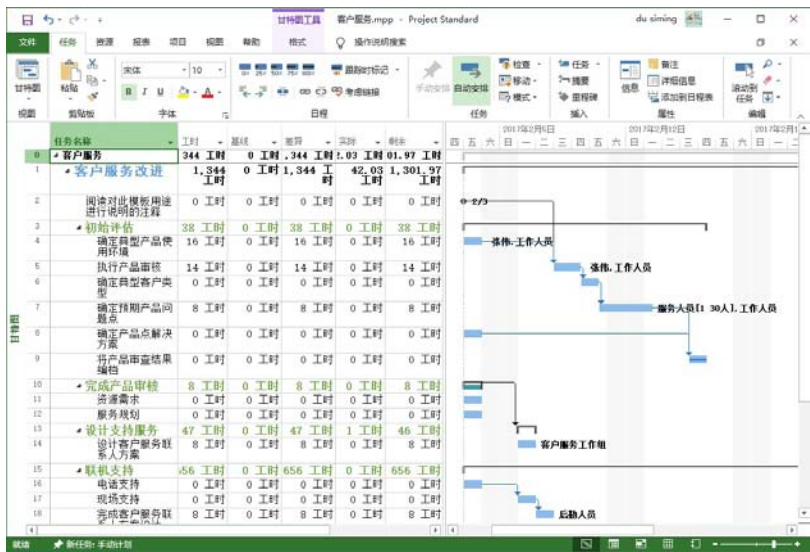 甘特图工具 客户服务.mpp - Project Standard du siming
文件 任务 资源 报表 项目 视图 帮助 格式 操作说明搜索
甘特图 粘贴 宋体 10 跟踪时标记 手动安排 自动安排 检查 任务 备注
B I U A 考虑链接 移动 摘要 信息 详细信息 滚动到任务
模式 里程碑 添加到日程表
视图 剪贴板 字体 日程 任务 插入 属性 编辑
2017年2月5日 2017年2月12日
任务名称 工时 基线 差异 实际 剩余 四 五 六 日 一 二 三 四 五 六 日 一 二 三 四 五 六 日 一 二
0 客户服务 344 工时 0 工时 ,344 工时 2.03 工时 01.97 工时
1 客户服务改进 1,344 工时 0 工时 1,344 工时 42.03 工时 1,301.97 工时
2 阅读对此模板用途进行说明的注释 0 工时 0 工时 0 工时 0 工时 0 工时 2/3
3 初始评估 38 工时 0 工时 38 工时 0 工时 38 工时
4 确定典型产品使用环境 16 工时 0 工时 16 工时 0 工时 16 工时 张伟,工作人员
5 执行产品审核 14 工时 0 工时 14 工时 0 工时 14 工时 张伟,工作人员
6 确定典型客户类型 0 工时 0 工时 0 工时 0 工时 0 工时
7 确定预期产品问题点 8 工时 0 工时 8 工时 0 工时 8 工时 服务人员[1 30人],工作人员
8 确定产品点解决方案 0 工时 0 工时 0 工时 0 工时 0 工时
9 将产品审查结果编档 0 工时 0 工时 0 工时 0 工时 0 工时
10 完成产品审核 8 工时 0 工时 8 工时 0 工时 8 工时
11 资源需求 0 工时 0 工时 0 工时 0 工时 0 工时
12 服务规划 0 工时 0 工时 0 工时 0 工时 0 工时
13 设计支持服务 47 工时 0 工时 47 工时 1 工时 46 工时
14 设计客户服务联系人方案 8 工时 0 工时 8 工时 0 工时 8 工时 客户服务工作组
15 联机支持 656 工时 0 工时 656 工时 0 工时 656 工时
16 电话支持 0 工时 0 工时 0 工时 0 工时 0 工时
17 现场支持 0 工时 0 工时 0 工时 0 工时 0 工时
18 完成客户服务联 8 工时 0 工时 8 工时 0 工时 8 工时 后勤人员
甘特图
就绪 新任务: 手动计划